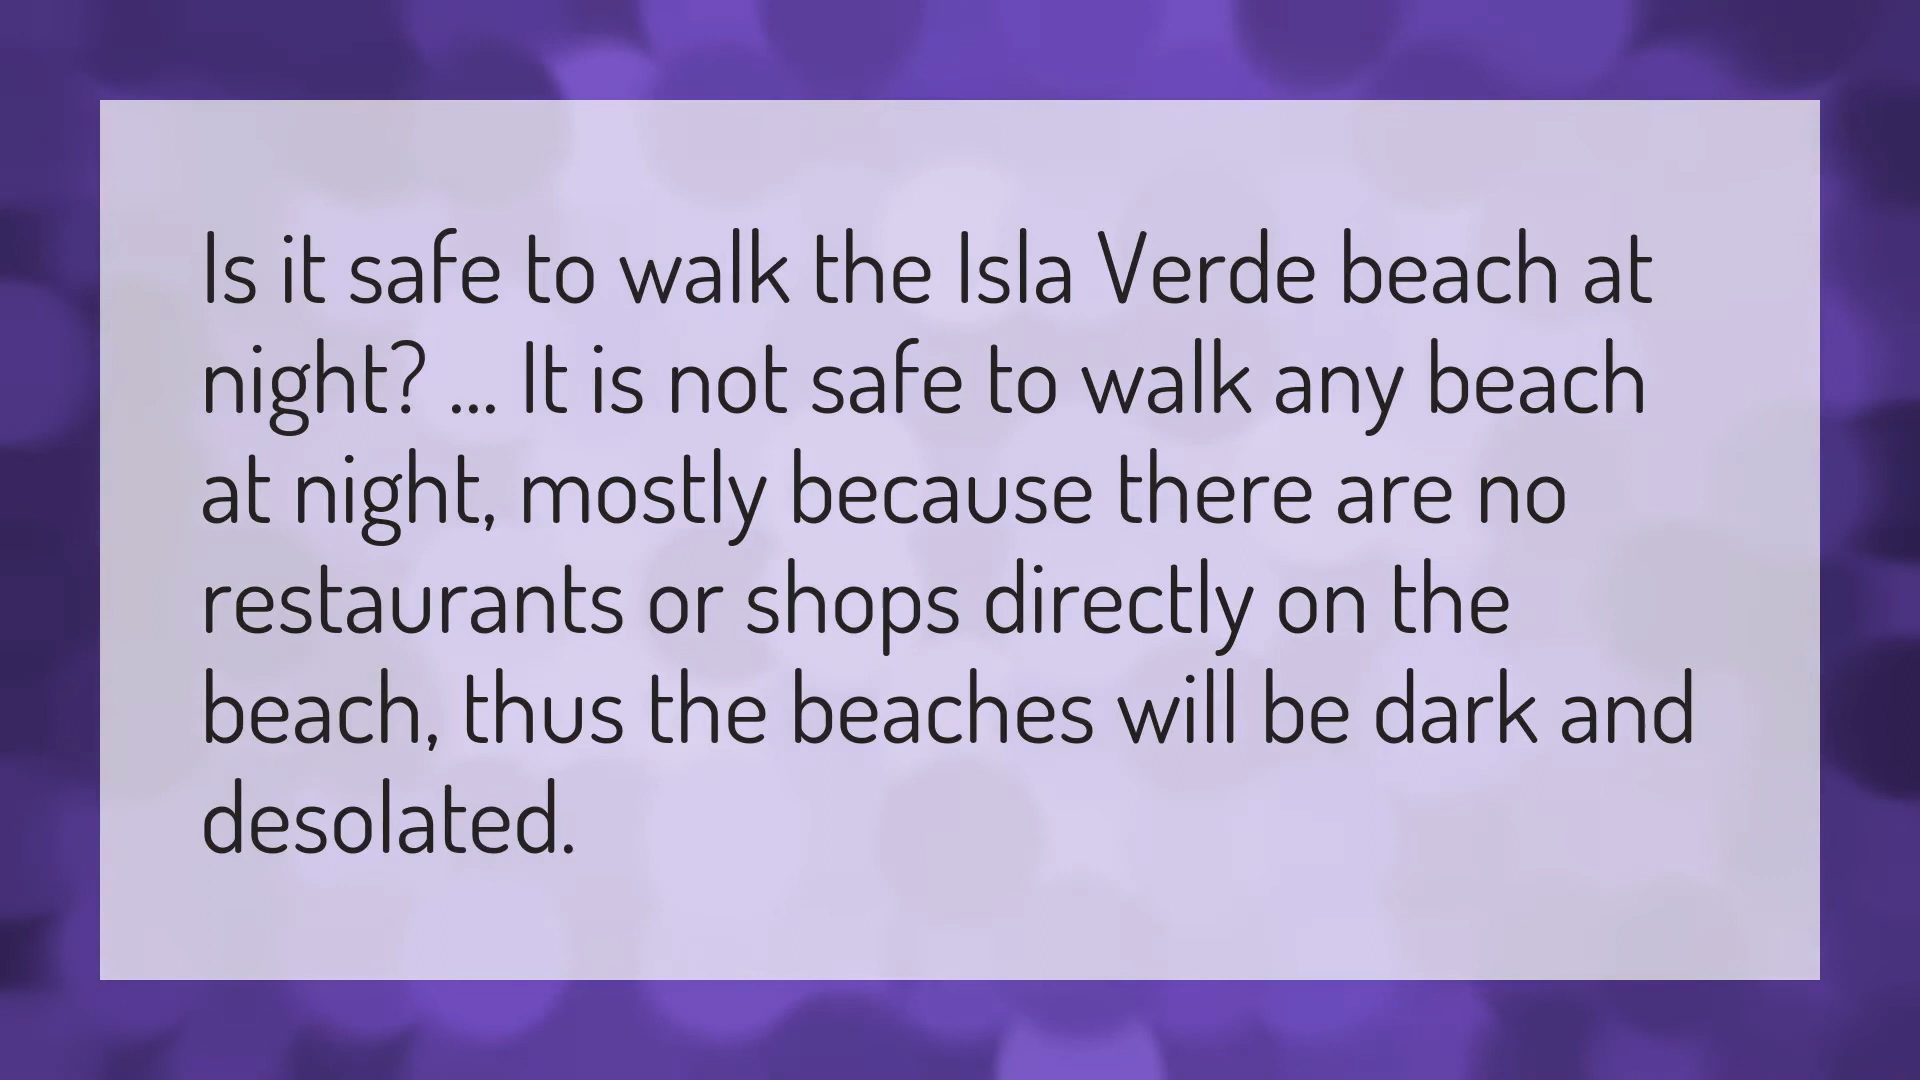 Is it safe to walk the Isla Verde beach at
night? ... It is not safe to walk any beach
at night, mostly because there are no
restaurants or shops directly on the
beach, thus the beaches will be dark and
desolated.